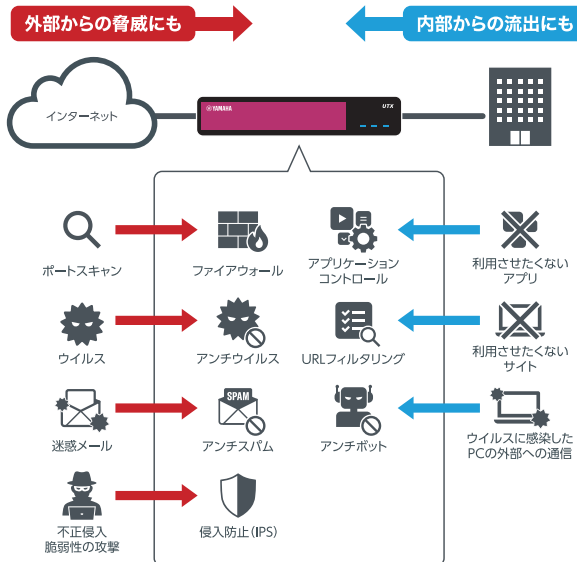 外部からの脅威にも
内部からの流出にも
インターネット
YAMAHA
UTX
ポートスキャン
ファイアウォール
アプリケーション
コントロール
利用させたくない
アプリ
ウイルス
アンチウイルス
URLフィルタリング
利用させたくない
サイト
SPAM
迷惑メール
アンチスパム
アンチボット
ウイルスに感染した
PCの外部への通信
不正侵入
脆弱性の攻撃
侵入防止(IPS)